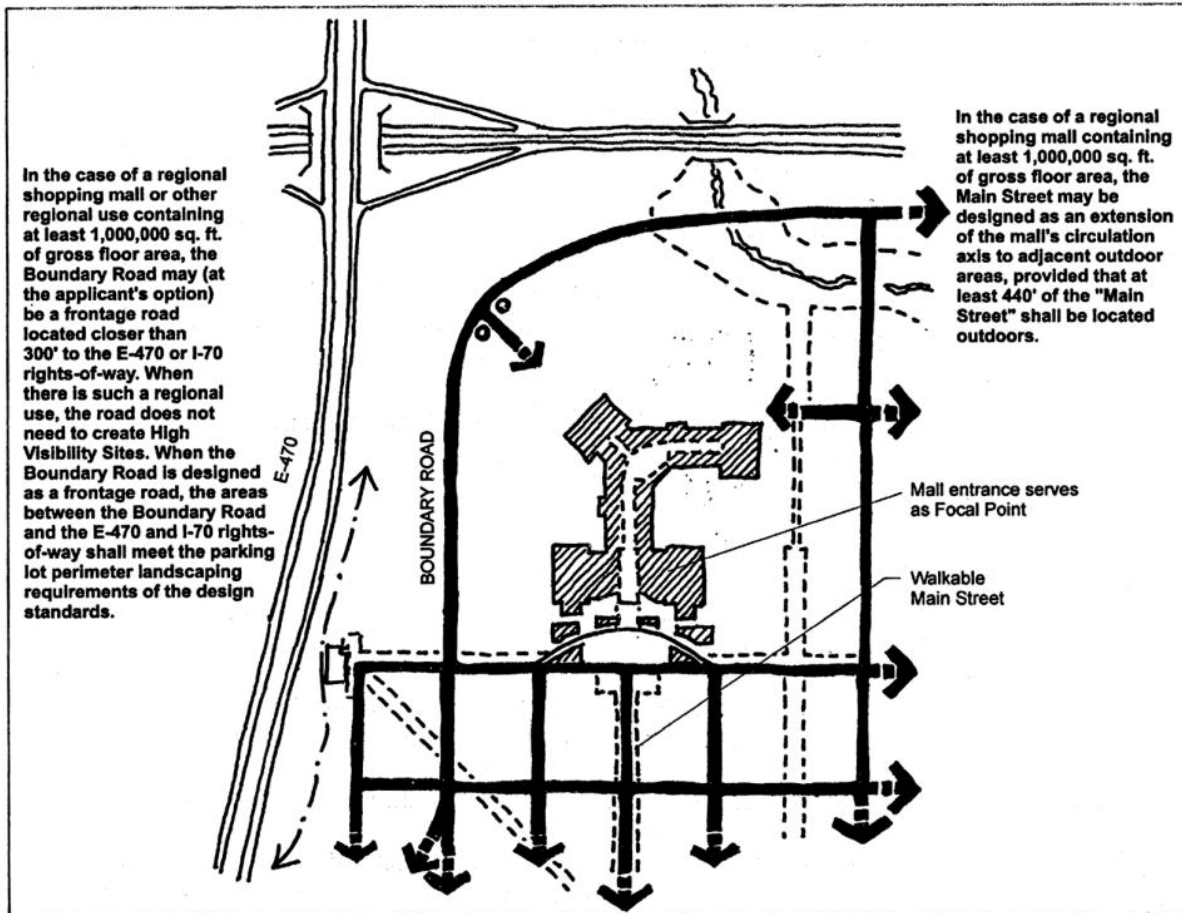 In the case of a regional
shopping mall or other
regional use containing
at least 1,000,000 sq. ft.
of gross floor area, the
Boundary Road may (at
the applicant's option)
be a frontage road
located closer than
300' to the E-470 or I-70
rights-of-way. When
there is such a regional
use, the road does not
need to create High
Visibility Sites. When the
Boundary Road is designed
as a frontage road, the areas
between the Boundary Road
and the E-470 and I-70 rights-
of-way shall meet the parking
lot perimeter landscaping
requirements of the design
standards.
E-470
BOUNDARY ROAD
In the case of a regional
shopping mall containing
at least 1,000,000 sq. ft.
of gross floor area, the
Main Street may be
designed as an extension
of the mall's circulation
axis to adjacent outdoor
areas, provided that at
least 440' of the "Main
Street" shall be located
outdoors.
Mall entrance serves
as Focal Point
Walkable
Main Street